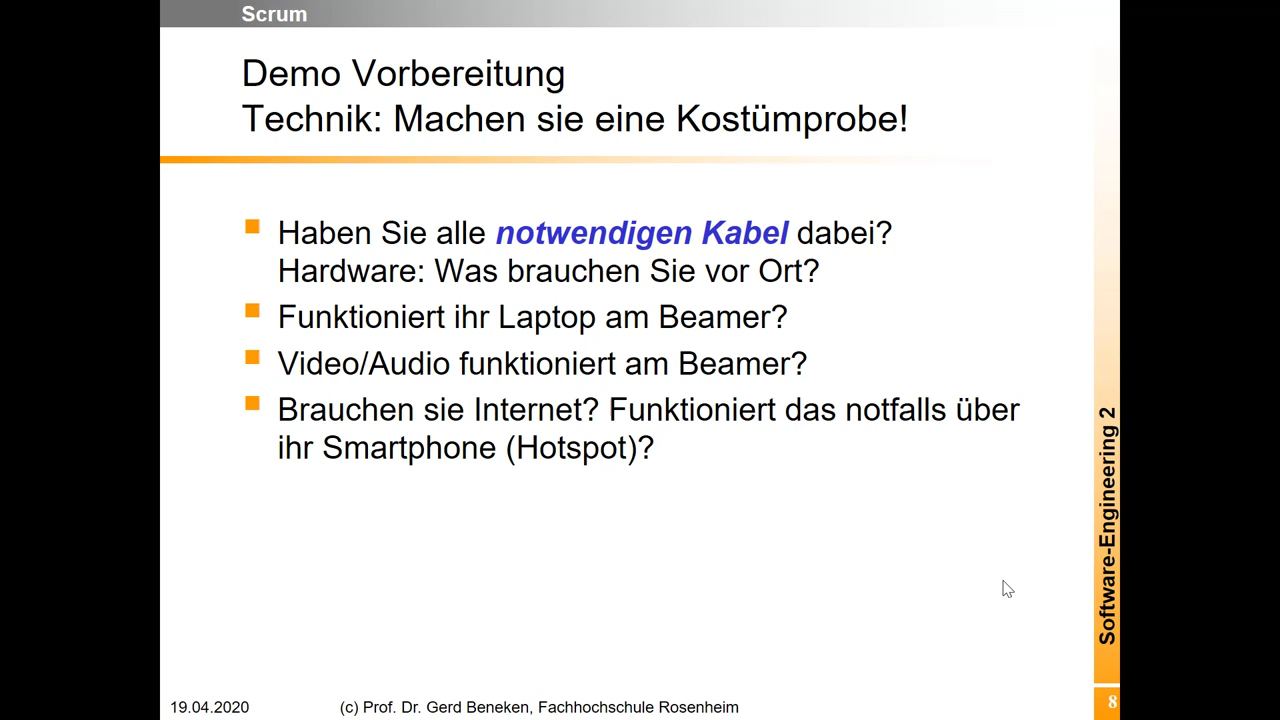 Scrum
Demo Vorbereitung
Technik: Machen sie eine Kostümprobe!
Haben Sie alle notwendigen Kabel dabei?
Hardware: Was brauchen Sie vor Ort?
Funktioniert ihr Laptop am Beamer?
Video/Audio funktioniert am Beamer?
Brauchen sie Internet? Funktioniert das notfalls über
ihr Smartphone (Hotspot)?
Software-Engineering 2
19.04.2020
(c) Prof. Dr. Gerd Beneken, Fachhochschule Rosenheim
8